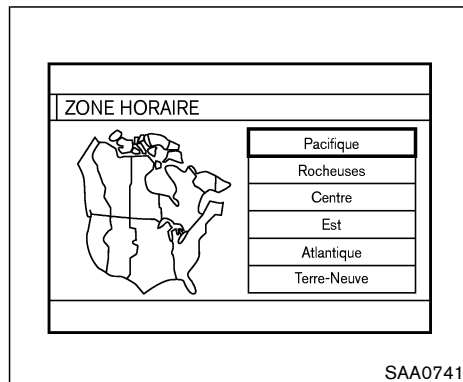 ZONE HORAIRE
Pacifique
Rocheuses
Centre
Est
Atlantique
Terre-Neuve
SAA0741